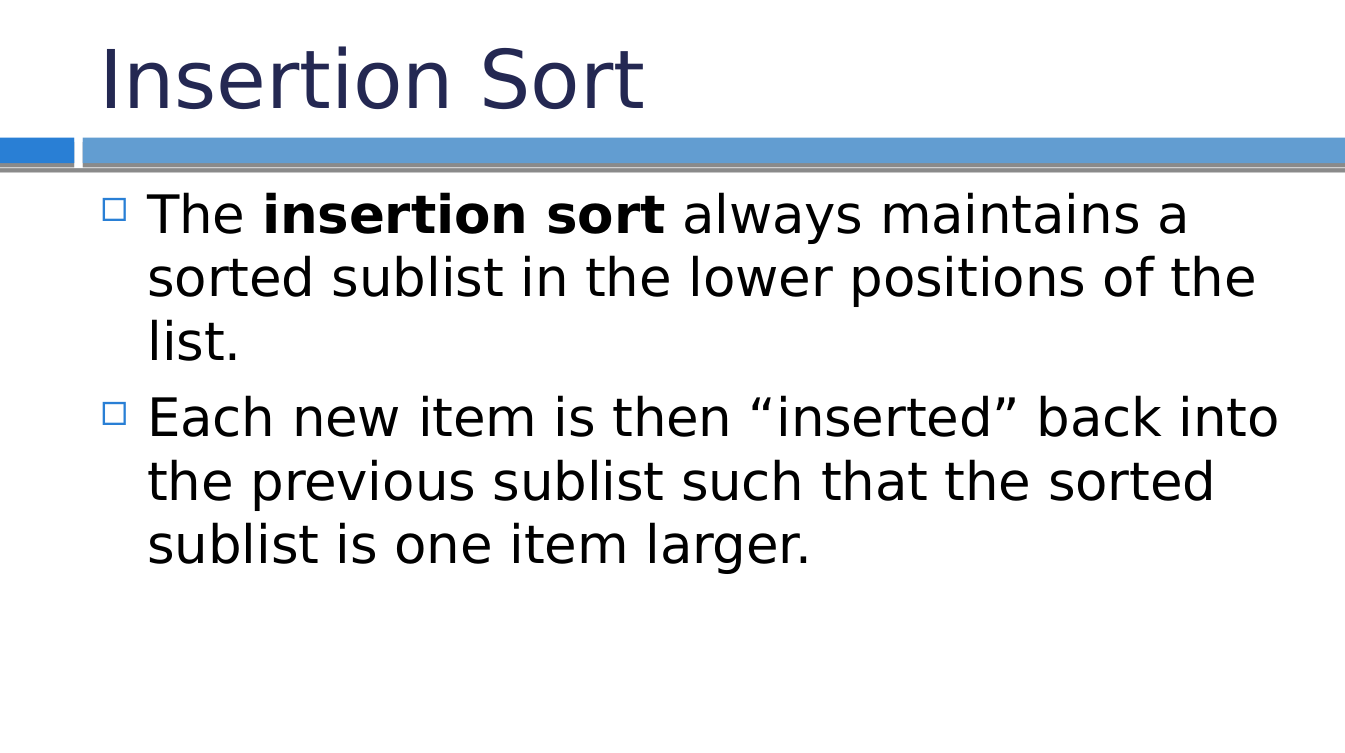 Insertion Sort
The insertion sort always maintains a
sorted sublist in the lower positions of the
list.
Each new item is then “inserted” back into
the previous sublist such that the sorted
sublist is one item larger.